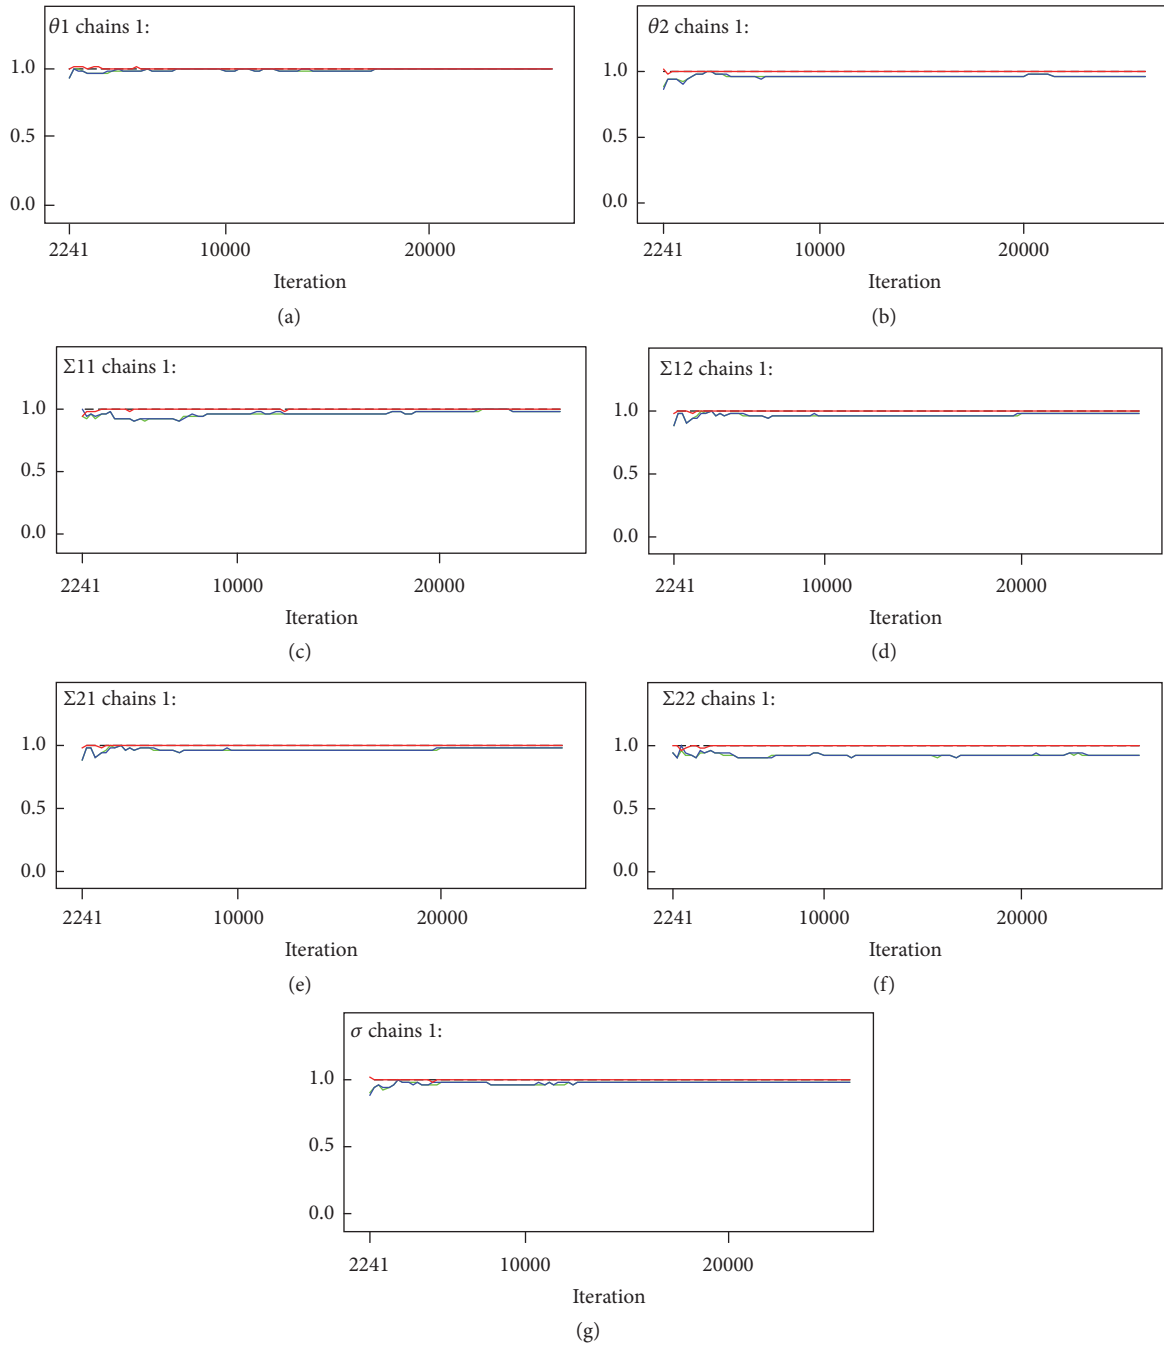 θ1 chains 1:
1.0
0.5
0.0
2241 10000 20000
Iteration
(a)
θ2 chains 1:
1.0
0.5
0.0
2241 10000 20000
Iteration
(b)
Σ11 chains 1:
1.0
0.5
0.0
2241 10000 20000
Iteration
(c)
Σ12 chains 1:
1.0
0.5
0.0
2241 10000 20000
Iteration
(d)
Σ21 chains 1:
1.0
0.5
0.0
2241 10000 20000
Iteration
(e)
Σ22 chains 1:
1.0
0.5
0.0
2241 10000 20000
Iteration
(f)
σ chains 1:
1.0
0.5
0.0
2241 10000 20000
Iteration
(g)